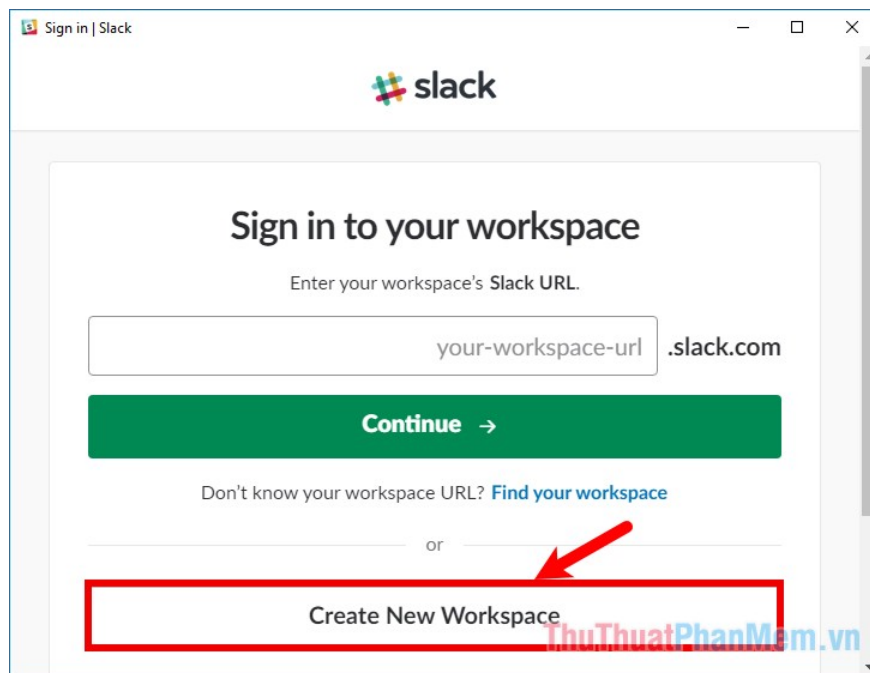 Sign in | Slack
slack
Sign in to your workspace
Enter your workspace's Slack URL.
your-workspace-url .slack.com
Continue →
Don't know your workspace URL? Find your workspace
or
Create New Workspace
ThuThuatPhanMem.vn